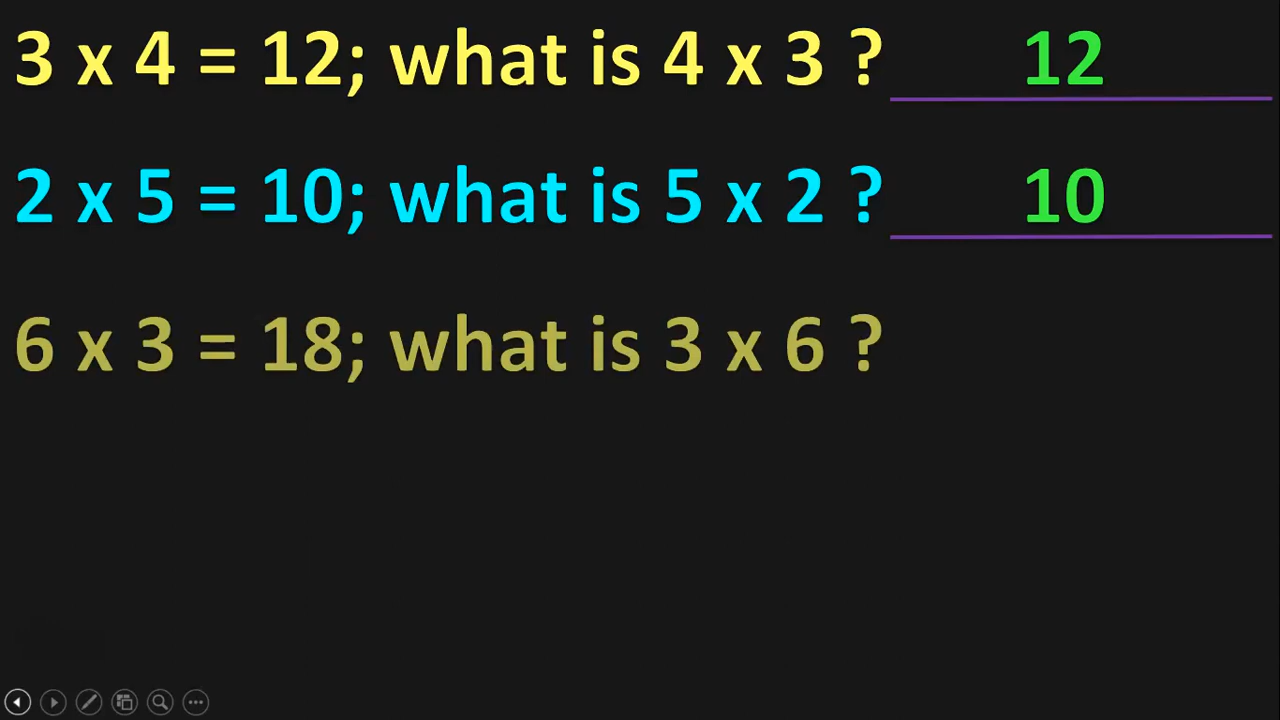 3 x 4 = 12; what is 4 x 3 ? 12
2 x 5 = 10; what is 5 x 2 ? 10
6 x 3 = 18; what is 3 x 6 ?